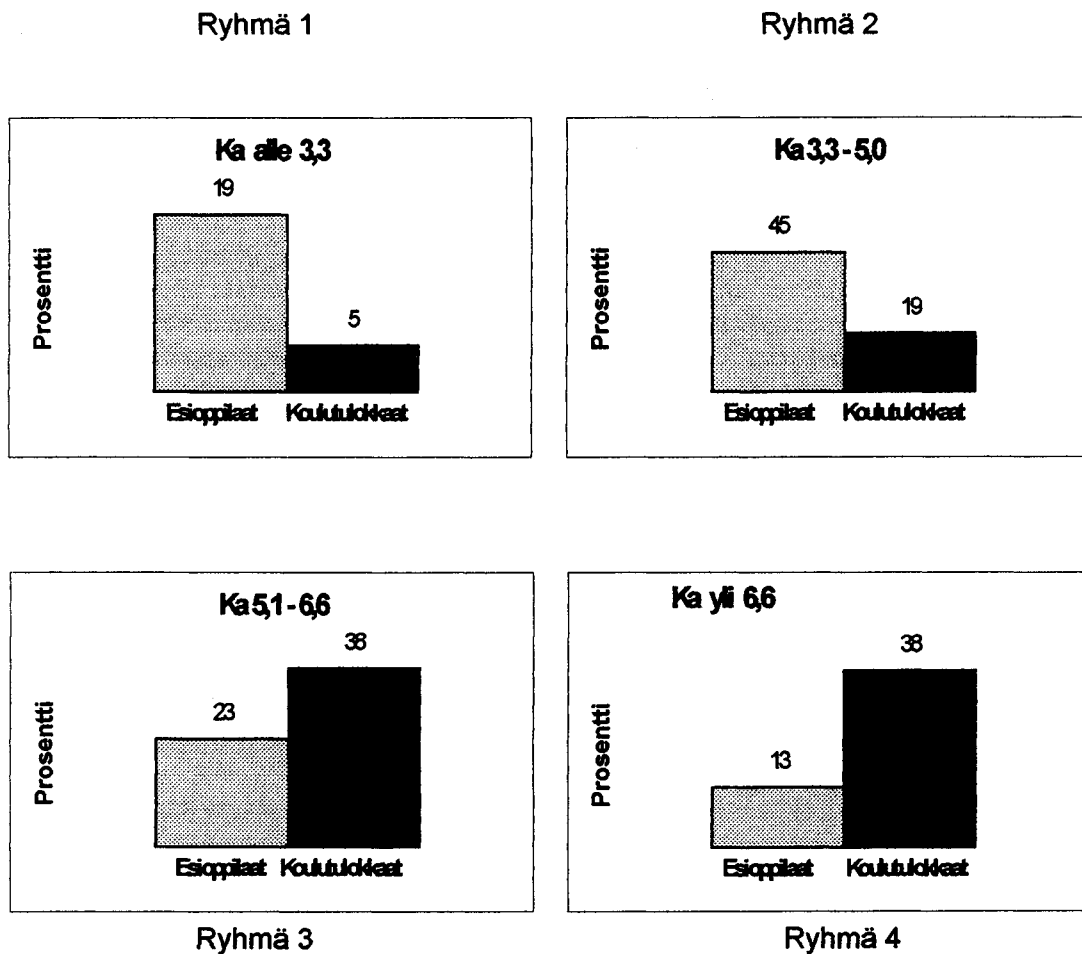 Ryhmä 1
Ryhmä 2
Ka alle 3,3
19
5
Prosentti
Esioppilaat Koulutulokkaat
Ka 3,3 - 5,0
45
19
Prosentti
Esioppilaat Koulutulokkaat
Ka 5,1 - 6,6
38
23
Prosentti
Esioppilaat Koulutulokkaat
Ka yli 6,6
38
13
Prosentti
Esioppilaat Koulutulokkaat
Ryhmä 3
Ryhmä 4